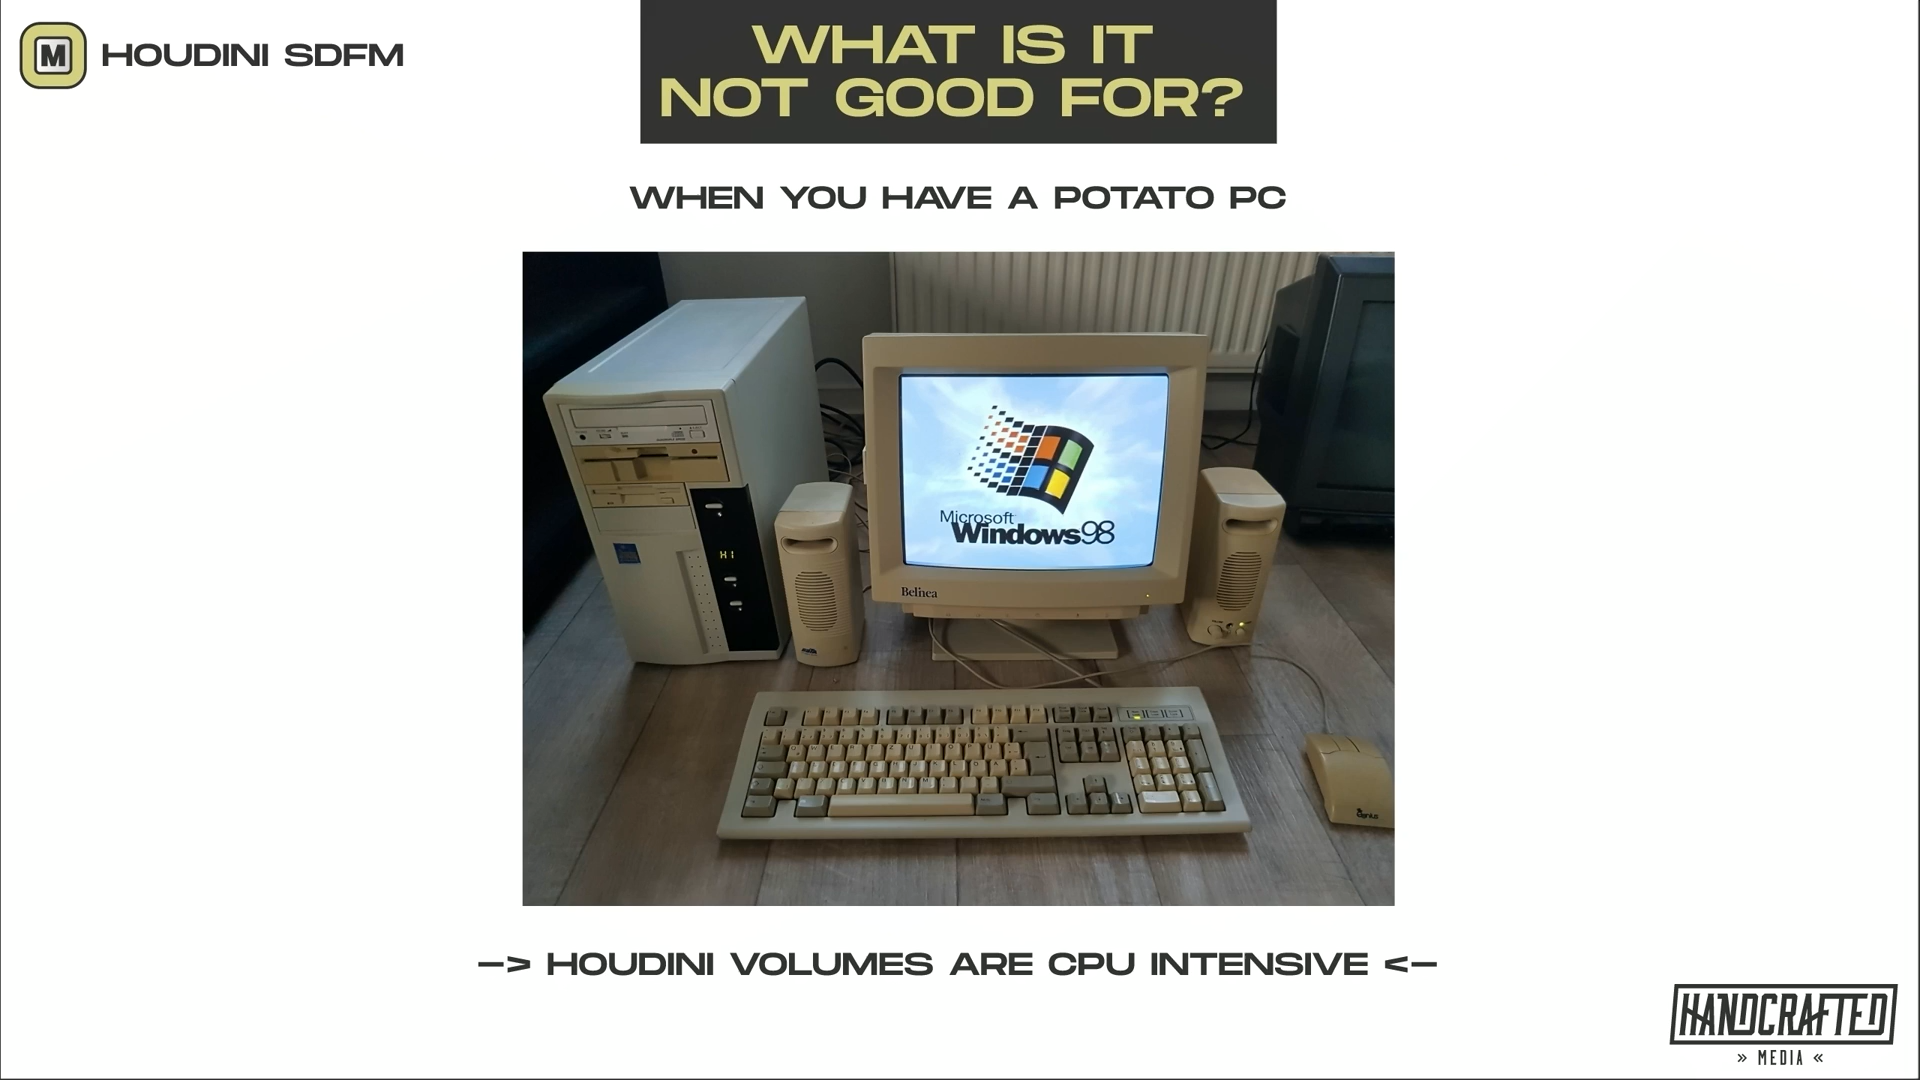 M HOUDINI SDFM
WHAT IS IT
NOT GOOD FOR?
WHEN YOU HAVE A POTATO PC
HI
Microsoft
Windows98
Belinea
–> HOUDINI VOLUMES ARE CPU INTENSIVE <–
HANDCRAFTED
» MEDIA «